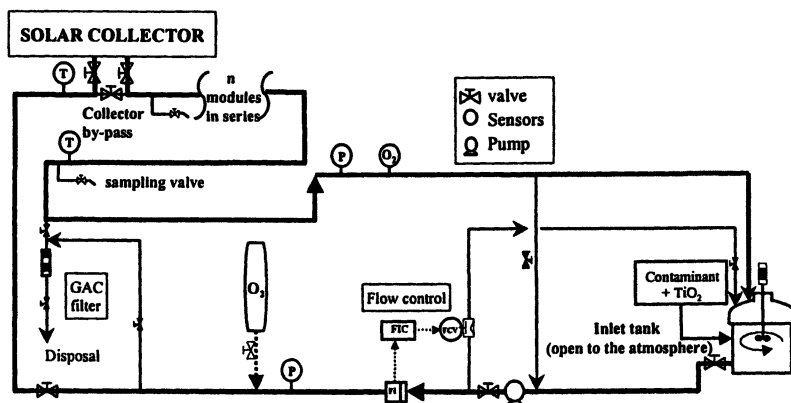 SOLAR COLLECTOR
T
Collector
by-pass
n
modules
in series
valve
Sensors
Pump
T
sampling valve
P
O2
GAC
filter
Disposal
O3
Flow control
FIC
FCV
Contaminant
+ TiO2
Inlet tank
(open to the atmosphere)
P
FI